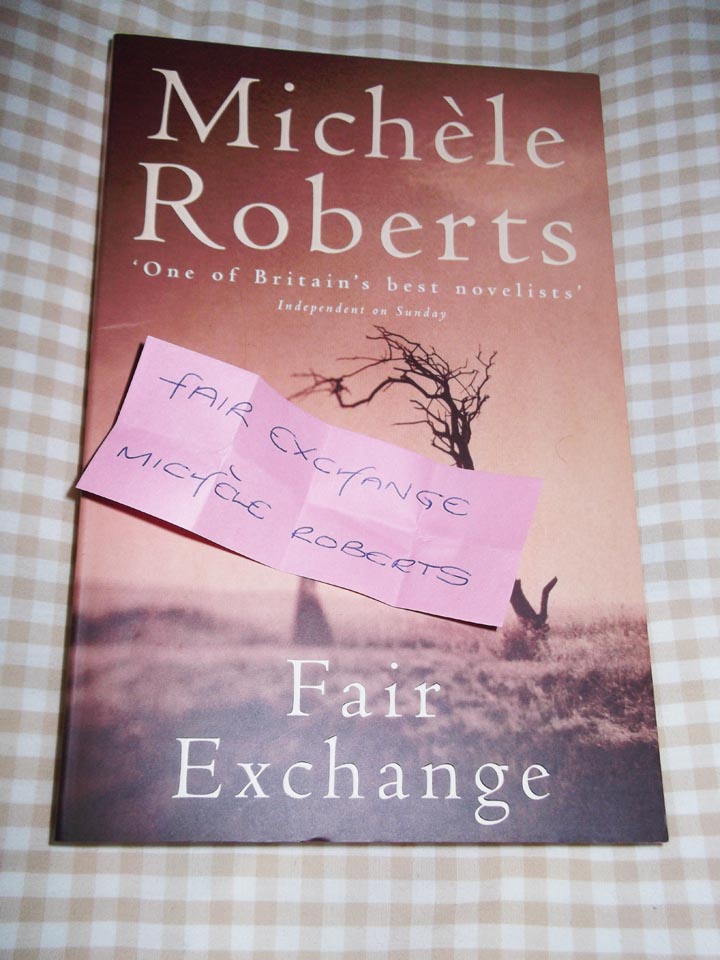 Michèle
Roberts
‘One of Britain’s best novelists’
Independent on Sunday
FAIR EXCHANGE
MICHÈLE ROBERTS
Fair
Exchange